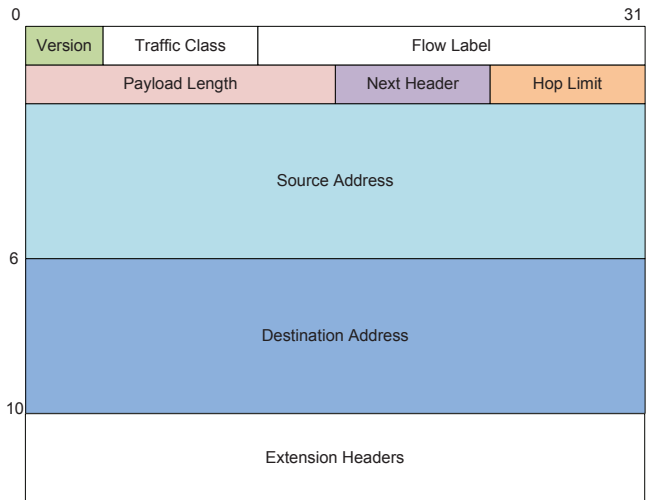 0 31
Version Traffic Class Flow Label
Payload Length Next Header Hop Limit
Source Address
6
Destination Address
10
Extension Headers